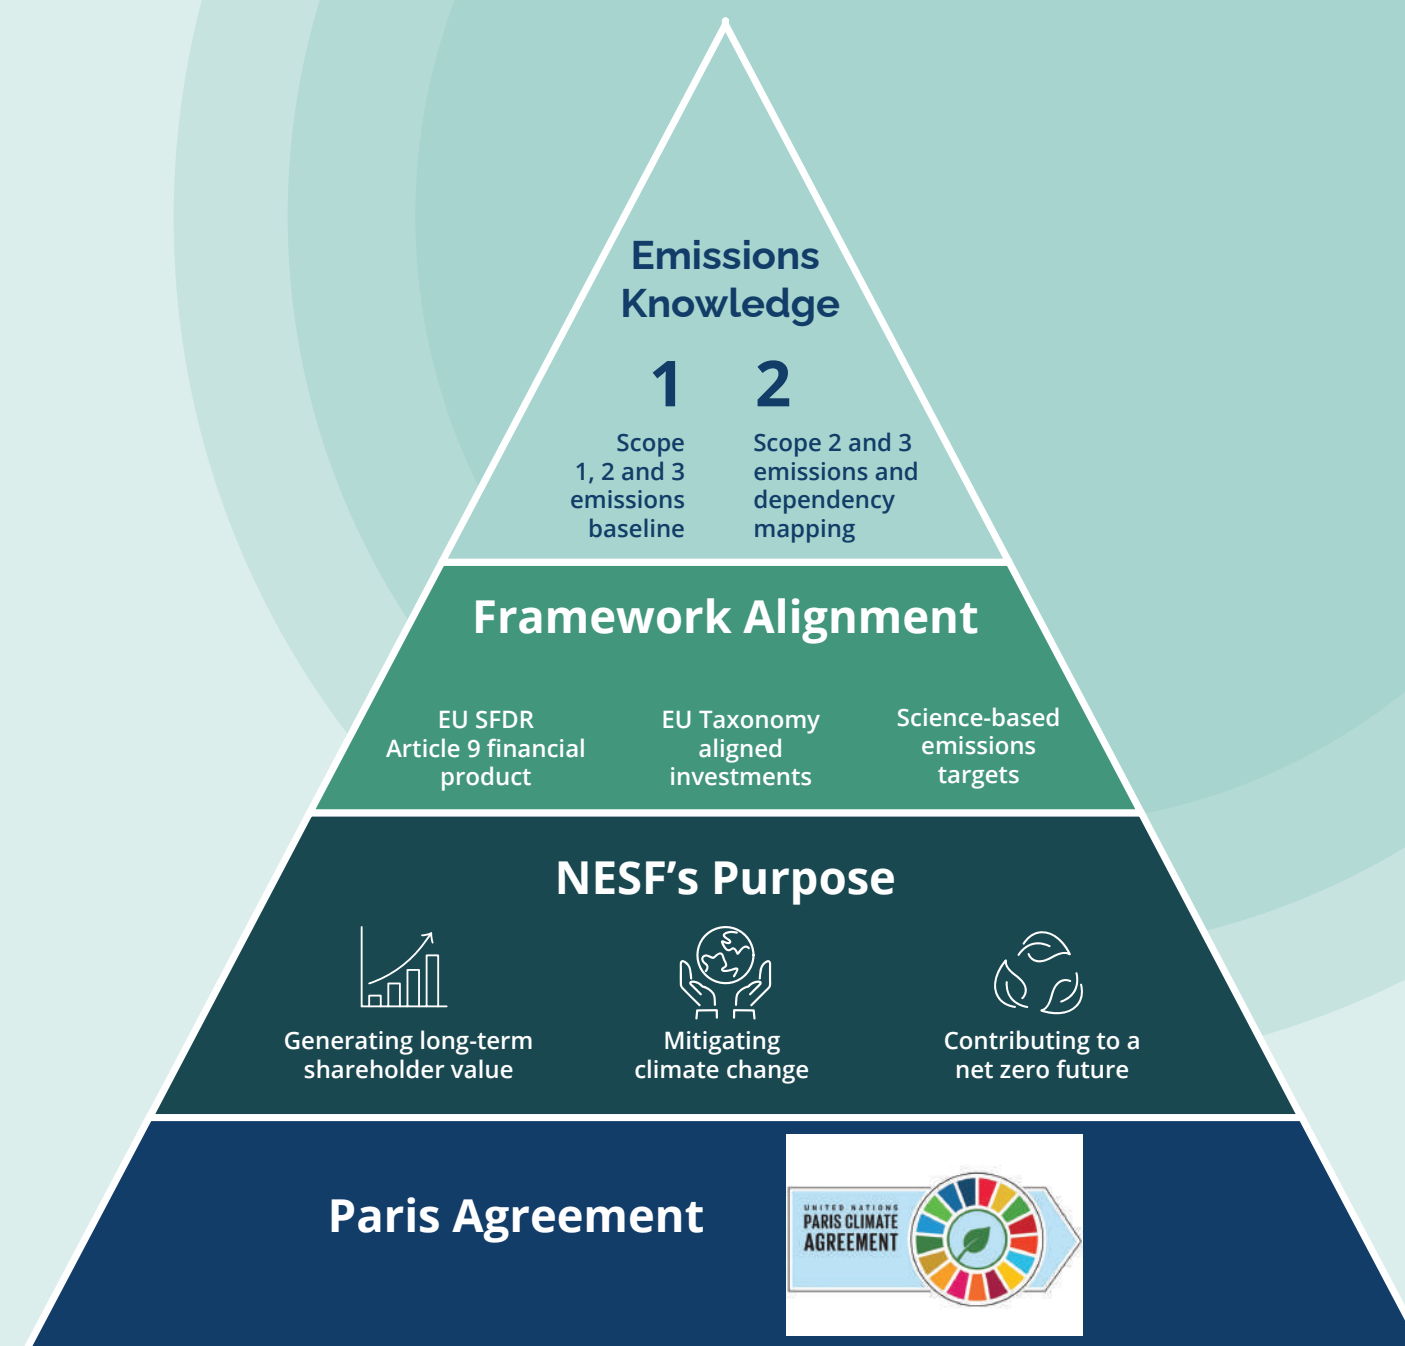 Emissions
Knowledge
1
2
Scope
1, 2 and 3
emissions
baseline
Scope 2 and 3
emissions and
dependency
mapping
Framework Alignment
EU SFDR
Article 9 financial
product
EU Taxonomy
aligned
investments
Science-based
emissions
targets
NESF’s Purpose
Generating long-term
shareholder value
Mitigating
climate change
Contributing to a
net zero future
Paris Agreement
UNITED NATIONS
PARIS CLIMATE
AGREEMENT